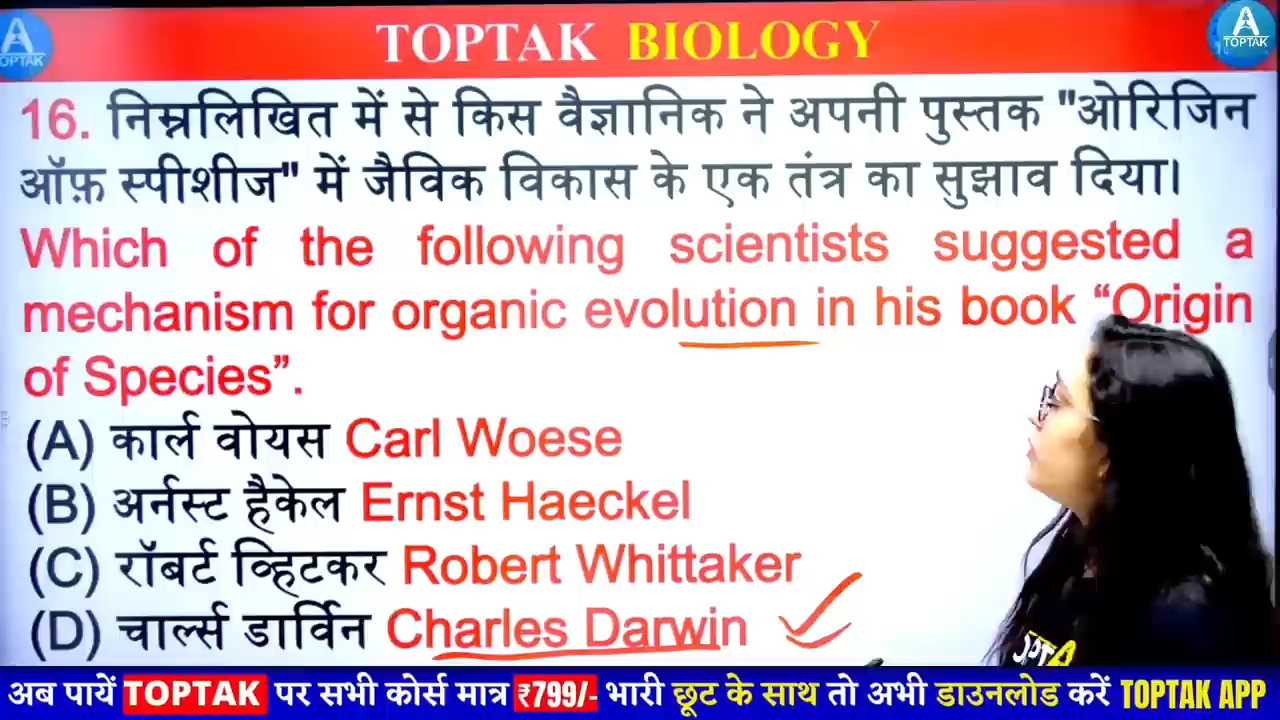 A
TOPTAK
TOPTAK BIOLOGY
A
TOPTAK
16. निम्नलिखित में से किस वैज्ञानिक ने अपनी पुस्तक "ओरिजिन
ऑफ़ स्पीशीज" में जैविक विकास के एक तंत्र का सुझाव दिया।
Which of the following scientists suggested a
mechanism for organic evolution in his book “Origin
of Species”.
(A) कार्ल वोयस Carl Woese
(B) अर्नस्ट हैकेल Ernst Haeckel
(C) रॉबर्ट व्हिटकर Robert Whittaker
(D) चार्ल्स डार्विन Charles Darwin
अब पायें TOPTAK पर सभी कोर्स मात्र ₹799/- भारी छूट के साथ तो अभी डाउनलोड करें TOPTAK APP